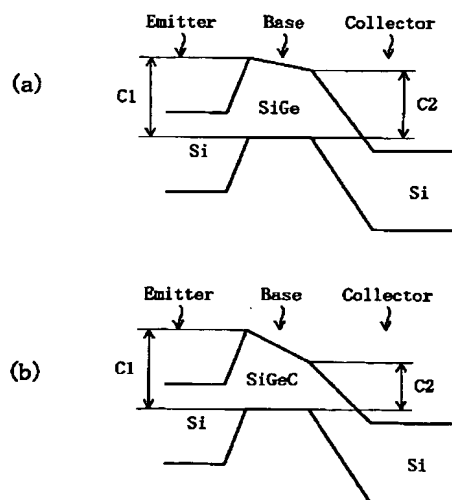 Emitter Base Collector
(a)
C1
SiGe
C2
Si
Si
Emitter Base Collector
(b)
C1
SiGeC
C2
Si
Si